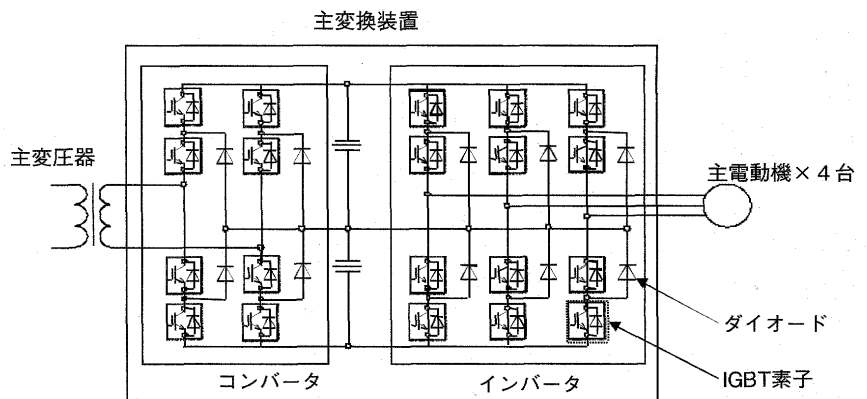 主変換装置
主変圧器
主電動機×４台
ダイオード
コンバータ
インバータ
IGBT素子